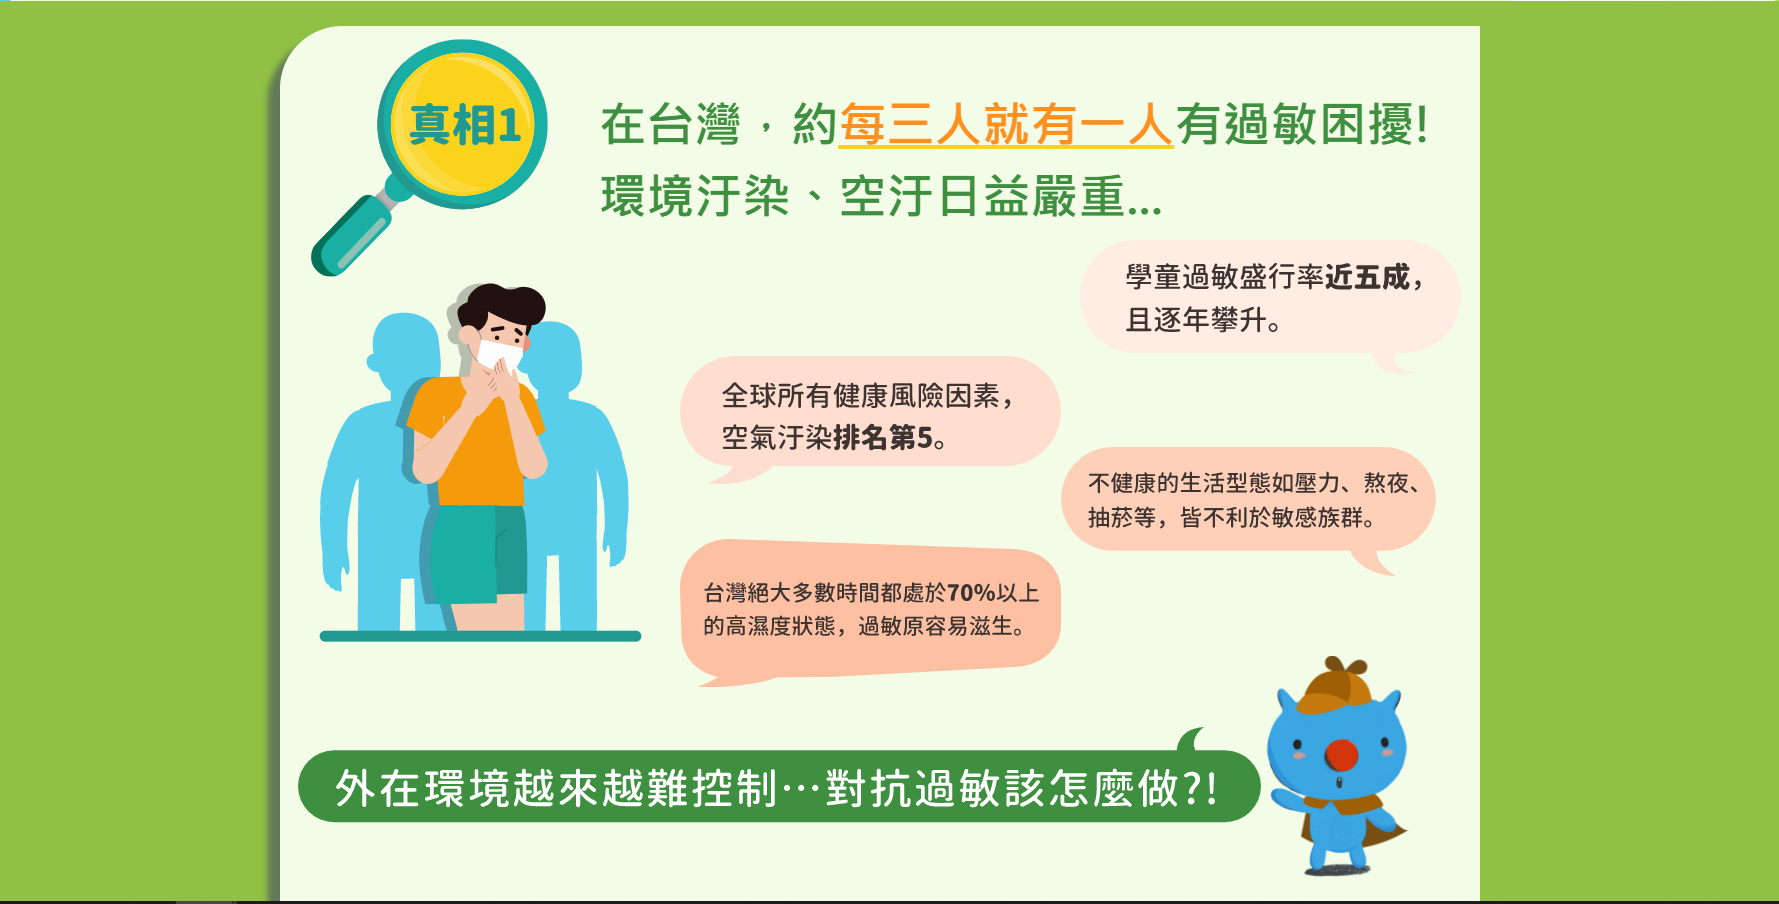 真相1
在台灣，約每三人就有一人有過敏困擾!
環境汙染、空汙日益嚴重...
學童過敏盛行率近五成，
且逐年攀升。
全球所有健康風險因素，
空氣汙染排名第5。
不健康的生活型態如壓力、熬夜、
抽菸等，皆不利於敏感族群。
台灣絕大多數時間都處於70%以上
的高濕度狀態，過敏原容易滋生。
外在環境越來越難控制…對抗過敏該怎麼做?!